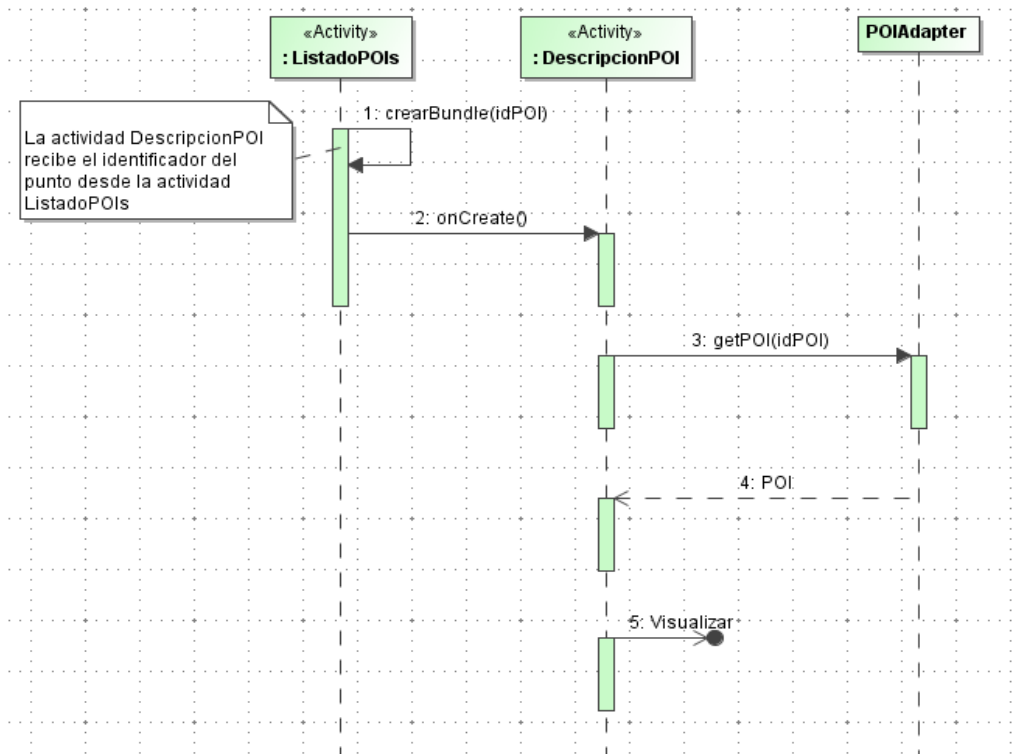 «Activity»
: ListadoPOIs
«Activity»
: DescripcionPOI
POIAdapter
La actividad DescripcionPOI
recibe el identificador del
punto desde la actividad
ListadoPOIs
1: crearBundle(idPOI)
2: onCreate()
3: getPOI(idPOI)
4: POI
5: Visualizar